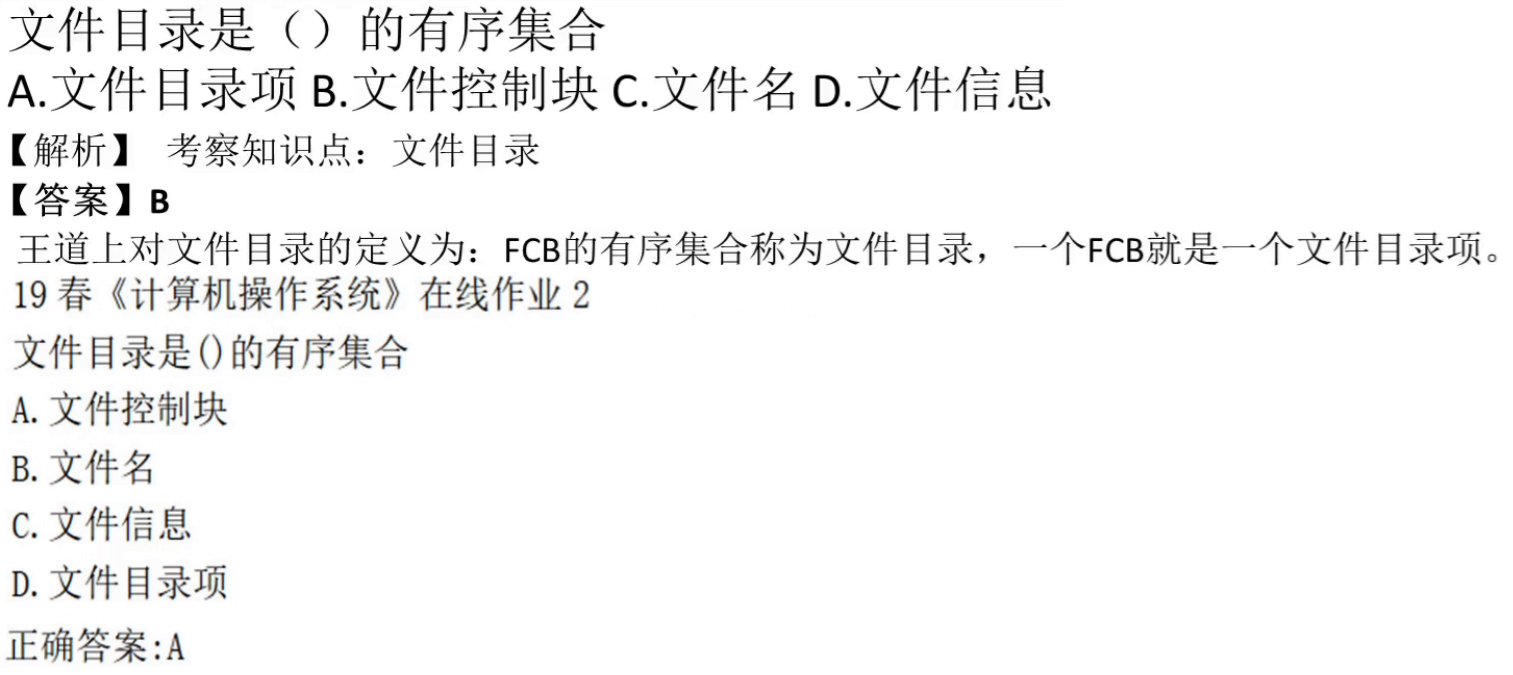 文件目录是（）的有序集合
A.文件目录项 B.文件控制块 C.文件名 D.文件信息
【解析】 考察知识点：文件目录
【答案】B
王道上对文件目录的定义为：FCB的有序集合称为文件目录，一个FCB就是一个文件目录项。
19 春《计算机操作系统》在线作业 2
文件目录是()的有序集合
A. 文件控制块
B. 文件名
C. 文件信息
D. 文件目录项
正确答案:A